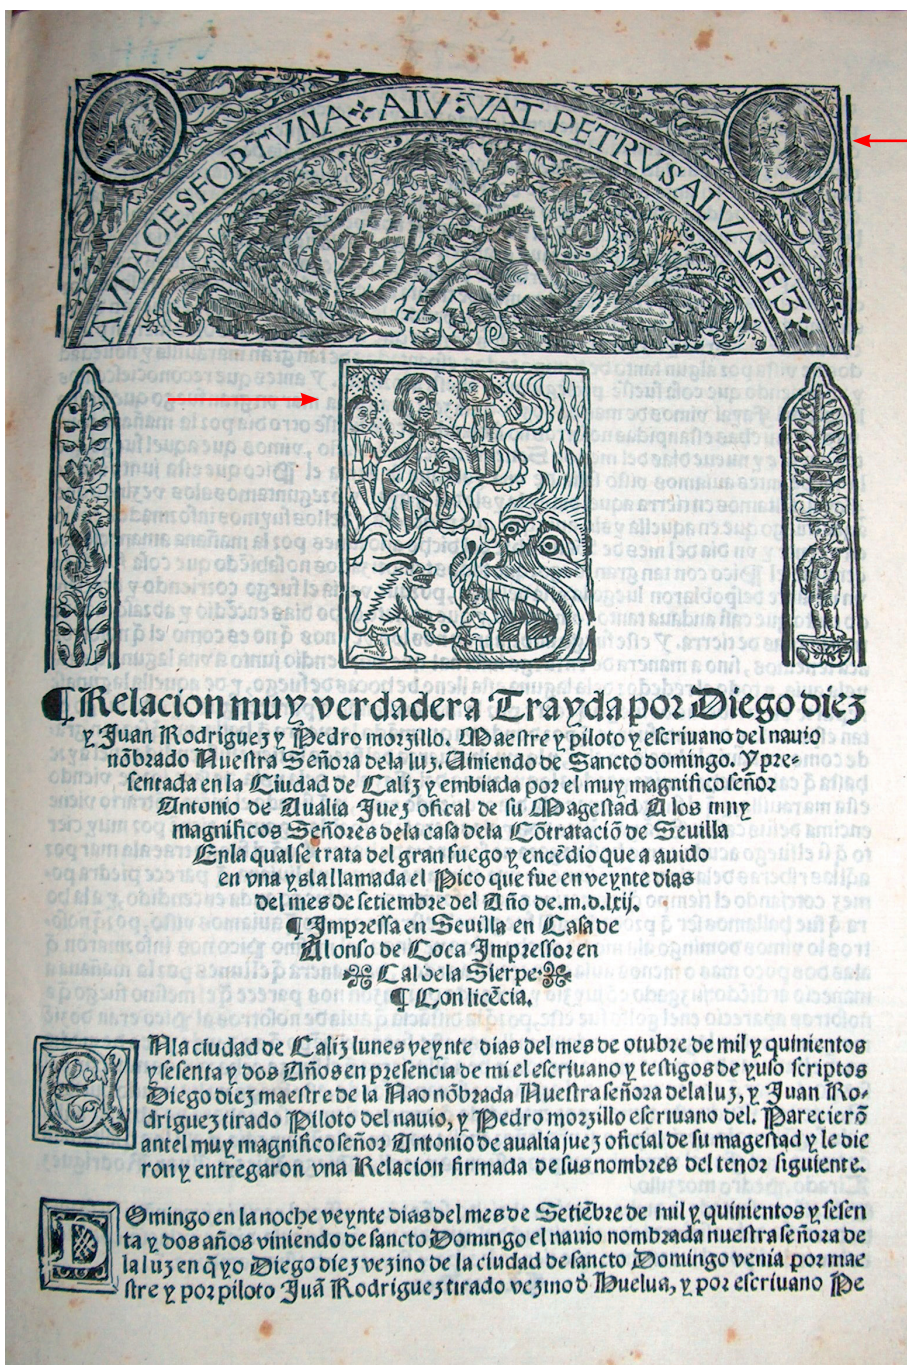 AVDACES FORTVNA AIVVAT PETRVS ALVAREZ
¶ Relacion muy verdadera Trayda por Diego diez
y Juan Rodriguez y Pedro morzillo. Maestre y piloto y escriuano del nauio
nõbrado Nuestra Señora dela luz. Uiniendo de Sancto domingo. Y pre-
sentada en la Ciudad de Caliz y embiada por el muy magnifico señor
Antonio de Aualia Juez oficial de su Magestad A los muy
magnificos Señores dela casa dela Cõtrataciõ de Seuilla
Enla qual se trata del gran fuego y encẽdio que a auido
en vna ysla llamada el Pico que fue en veynte dias
del mes de setiembre del Año de.m.d.lxij.
¶ Impressa en Seuilla en Casa de
Alonso de Coca Impressor en
Cal dela Sierpe.
¶ Con licẽcia.
ENla ciudad de Caliz lunes veynte dias del mes de otubre de mil y quinientos
y sesenta y dos Años en presencia de mi el escriuano y testigos de yuso scriptos
Diego diez maestre de la Nao nõbrada Nuestra señora dela luz, y Juan Ro-
driguez tirado Piloto del nauio, y Pedro morzillo escriuano del. Parecierõ
antel muy magnifico señor Antonio de aualia juez oficial de su magestad y le die
ron y entregaron vna Relacion firmada de sus nombres del tenor siguiente.
DOmingo en la noche veynte dias del mes de Setiẽbre de mil y quinientos y sesen
ta y dos años viniendo de sancto Domingo el nauio nombrada nuestra señora de
la luz en q̃ yo Diego diez vezino de la ciudad de sancto Domingo venia por mae
stre y por piloto Juã Rodriguez tirado vezino đ Huelua, y por escriuano Pe